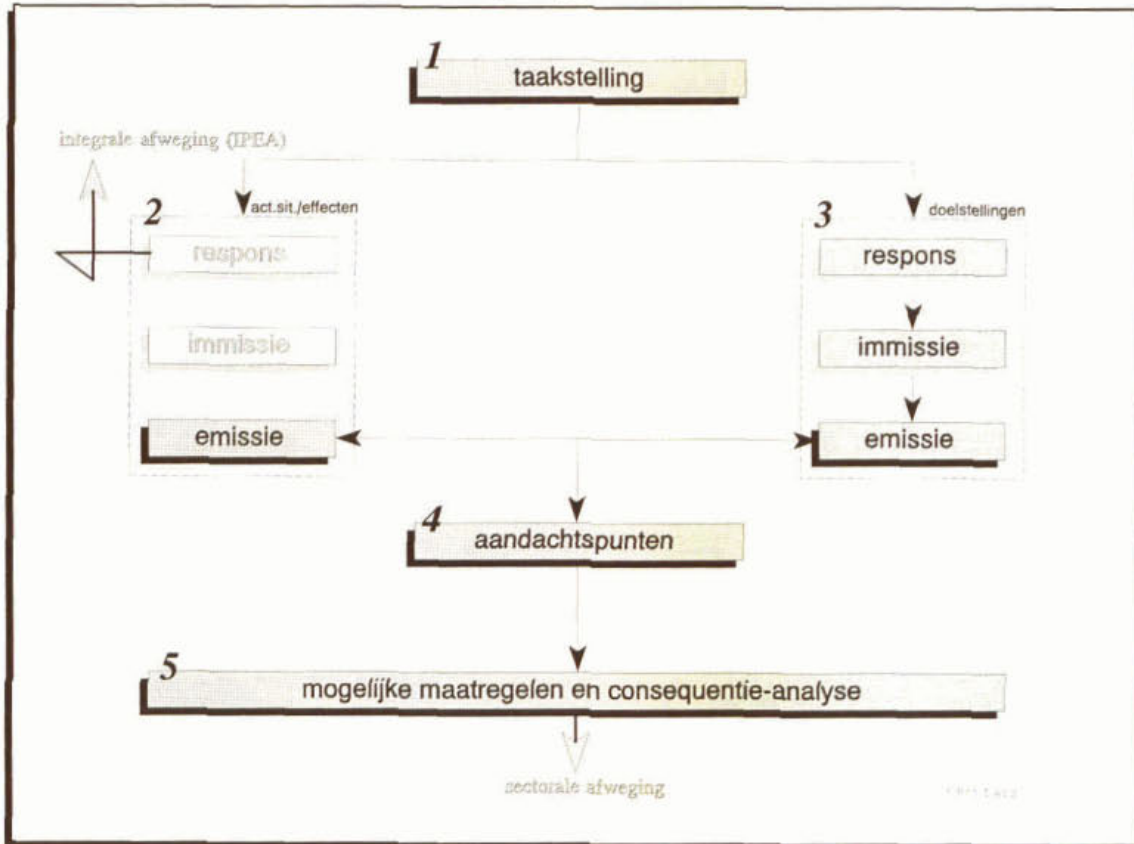 1
taakstelling
integrale afweging (IPEA)
2
act.sit./effecten
respons
immissie
emissie
3
doelstellingen
respons
immissie
emissie
4
aandachtspunten
5
mogelijke maatregelen en consequentie-analyse
sectorale afweging